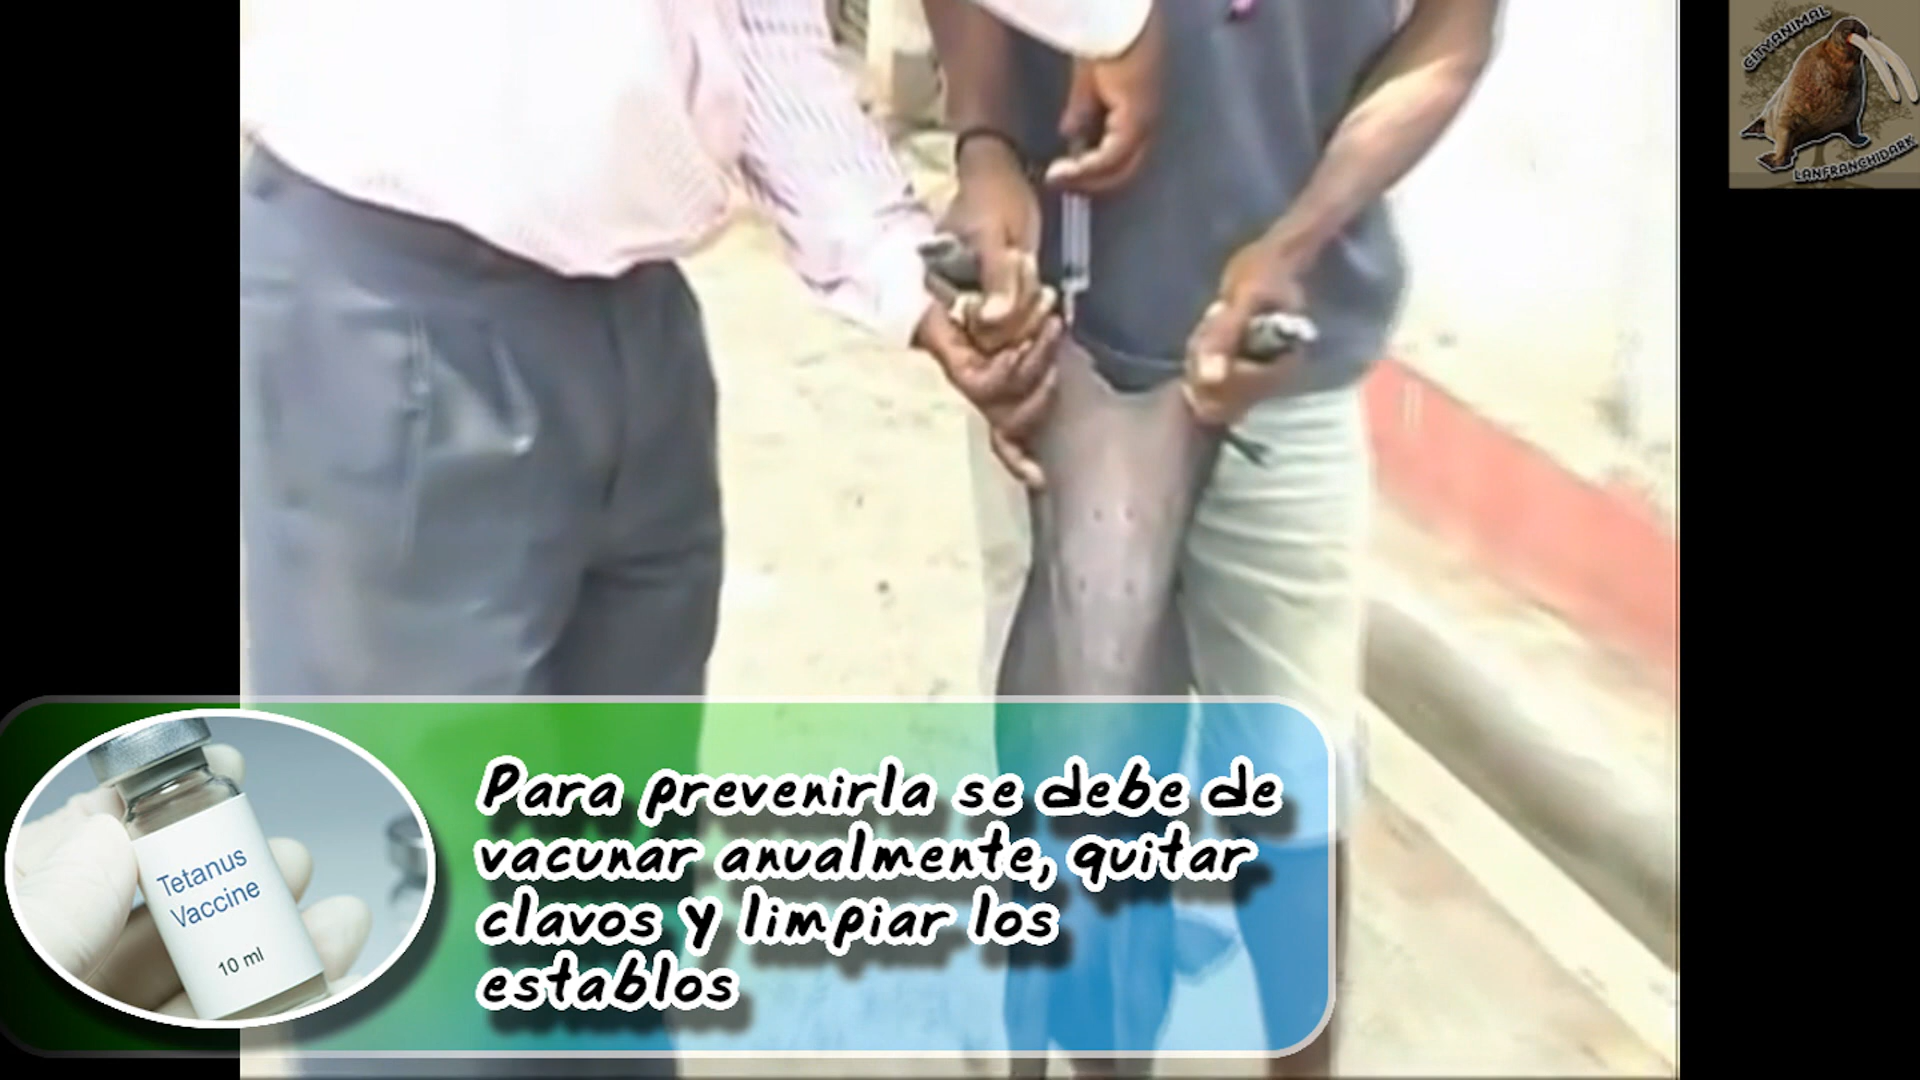 CITYANIMAL
LANFRANCHIDARK
Para prevenirla se debe de
vacunar anualmente, quitar
clavos y limpiar los
establos
Tetanus
Vaccine
10 ml